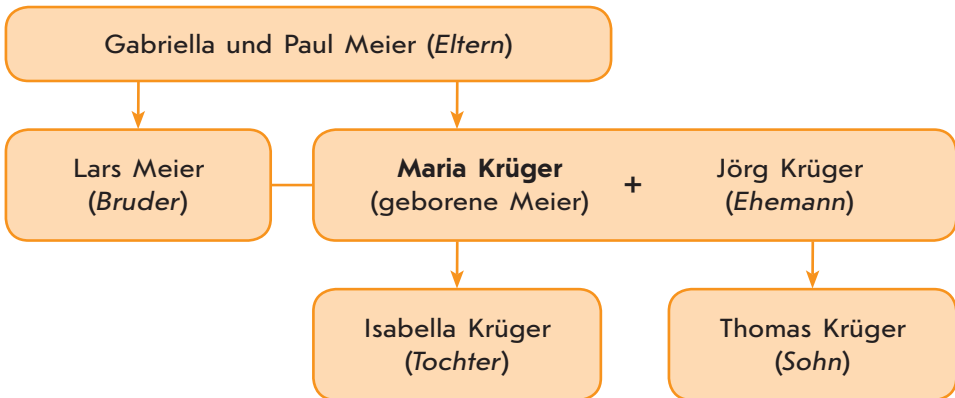 Gabriella und Paul Meier (Eltern)
Lars Meier
(Bruder)
Maria Krüger
(geborene Meier)
+
Jörg Krüger
(Ehemann)
Isabella Krüger
(Tochter)
Thomas Krüger
(Sohn)